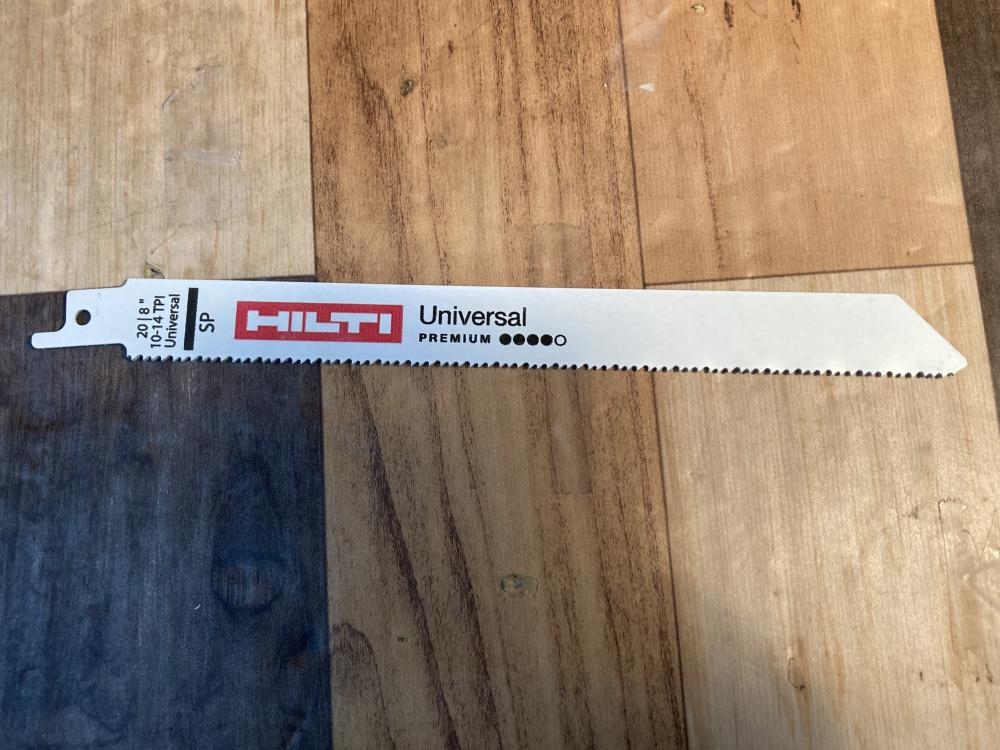 20 | 8"
10-14 TPI
Universal
SP
HILTI
Universal
PREMIUM